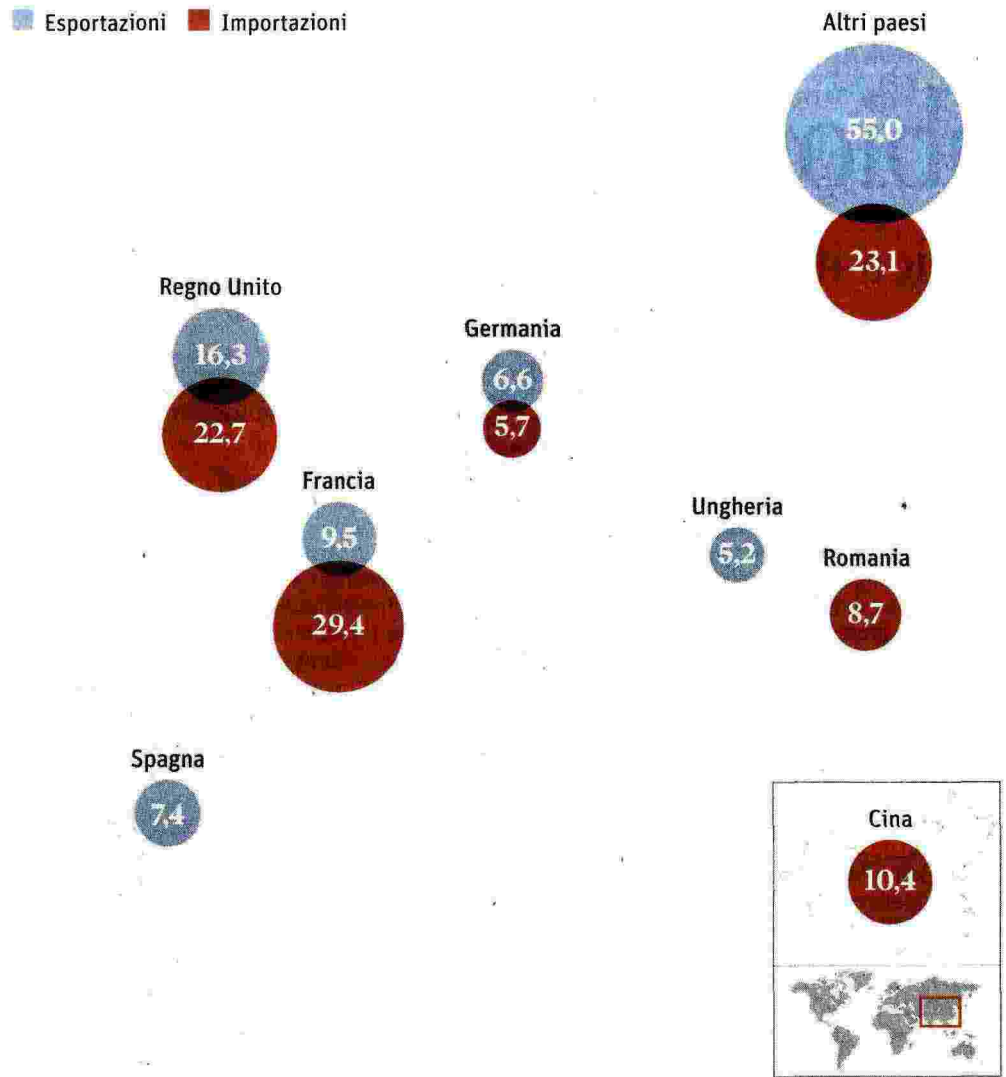 Esportazioni Importazioni
Altri paesi
55,0
23,1
Regno Unito
16,3
22,7
Germania
6,6
5,7
Francia
9,5
29,4
Ungheria
5,2
Romania
8,7
Spagna
7,4
Cina
10,4